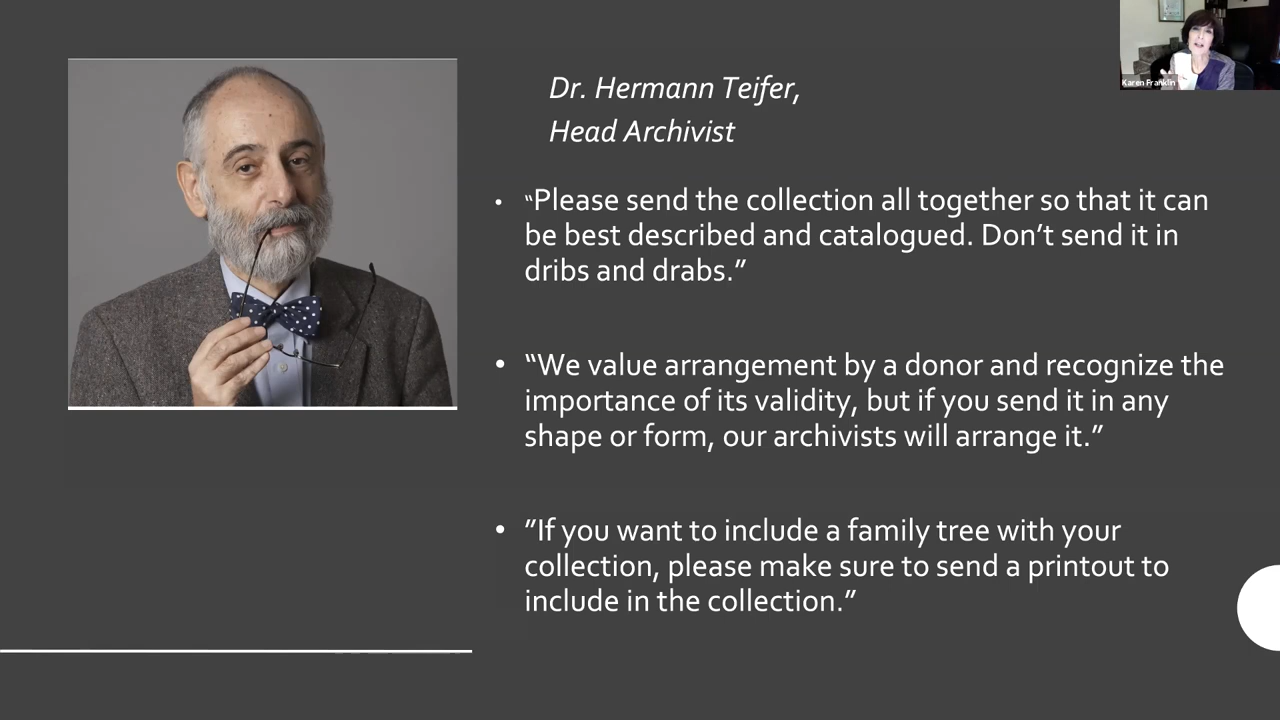 Karen Franklin
Dr. Hermann Teifer,
Head Archivist
• “Please send the collection all together so that it can
be best described and catalogued. Don’t send it in
dribs and drabs.”
• “We value arrangement by a donor and recognize the
importance of its validity, but if you send it in any
shape or form, our archivists will arrange it.”
• ”If you want to include a family tree with your
collection, please make sure to send a printout to
include in the collection.”